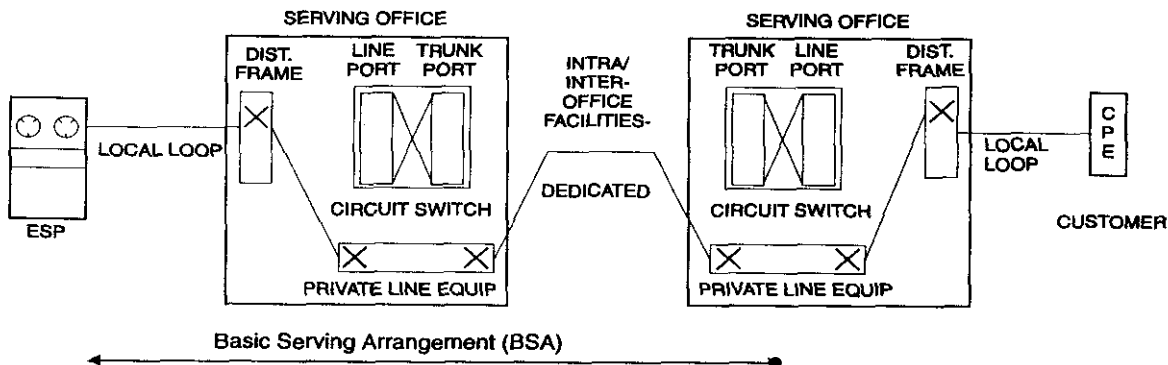 SERVING OFFICE
DIST.
FRAME
LINE
PORT
TRUNK
PORT
LOCAL LOOP
ESP
CIRCUIT SWITCH
PRIVATE LINE EQUIP
INTRA/
INTER-
OFFICE
FACILITIES-
DEDICATED
SERVING OFFICE
TRUNK
PORT
LINE
PORT
DIST.
FRAME
CIRCUIT SWITCH
PRIVATE LINE EQUIP
LOCAL
LOOP
CPE
CUSTOMER
Basic Serving Arrangement (BSA)